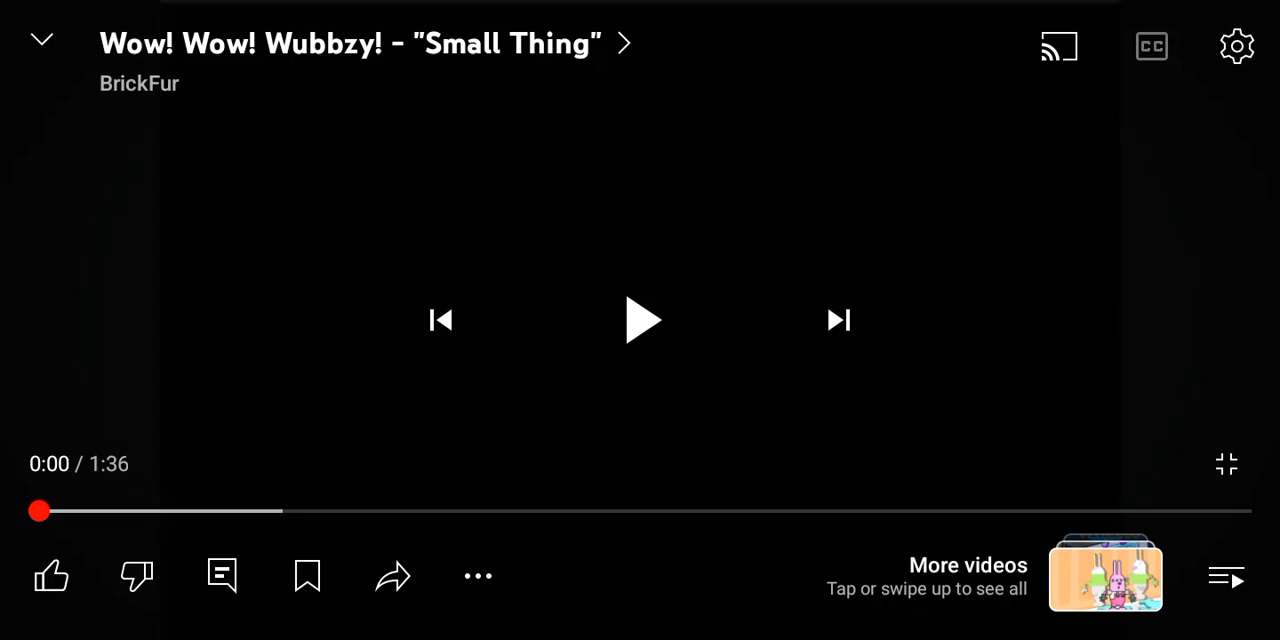 Wow! Wow! Wubbzy! - "Small Thing"
BrickFur
CC
0:00 / 1:36
More videos
Tap or swipe up to see all